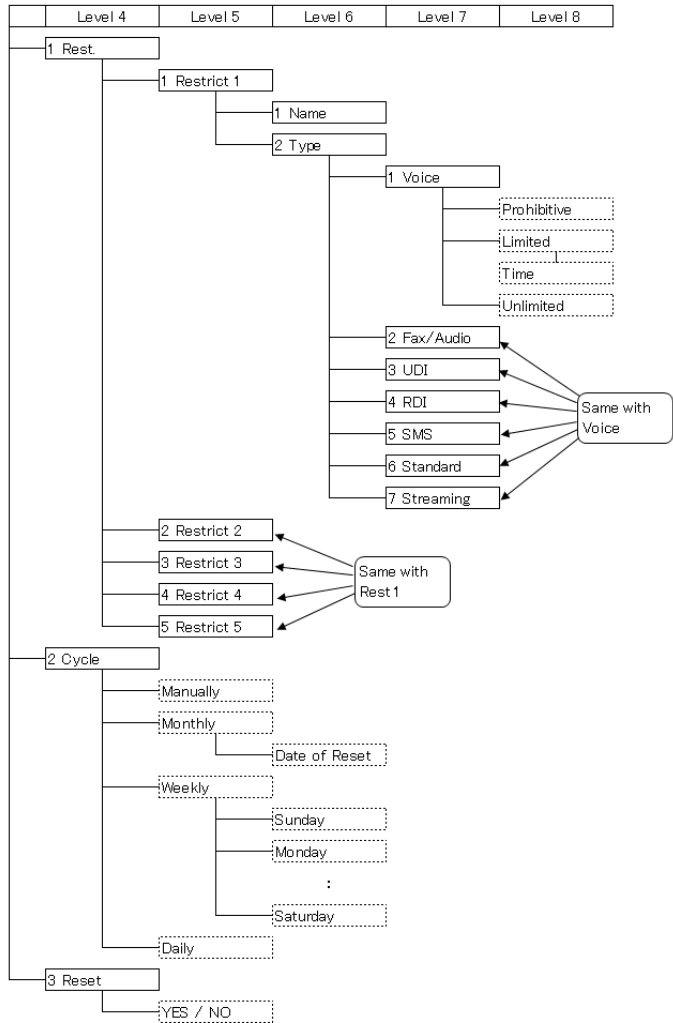 Level 4 Level 5 Level 6 Level 7 Level 8
1 Rest.
1 Restrict 1
1 Name
2 Type
1 Voice
Prohibitive
Limited
Time
Unlimited
2 Fax/Audio
3 UDI
4 RDI
5 SMS
6 Standard
7 Streaming
Same with
Voice
2 Restrict 2
3 Restrict 3
4 Restrict 4
5 Restrict 5
Same with
Rest1
2 Cycle
Manually
Monthly
Date of Reset
Weekly
Sunday
Monday
:
Saturday
Daily
3 Reset
YES / NO